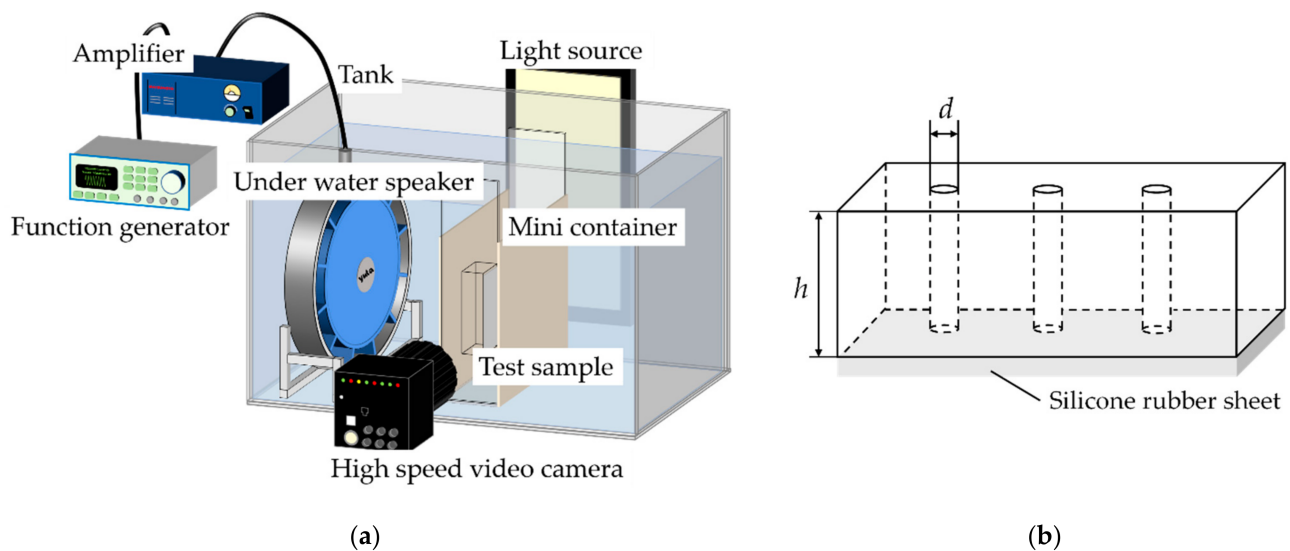 Amplifier
Light source
Tank
Under water speaker
Function generator
Mini container
Test sample
High speed video camera
(a)
d
h
Silicone rubber sheet
(b)